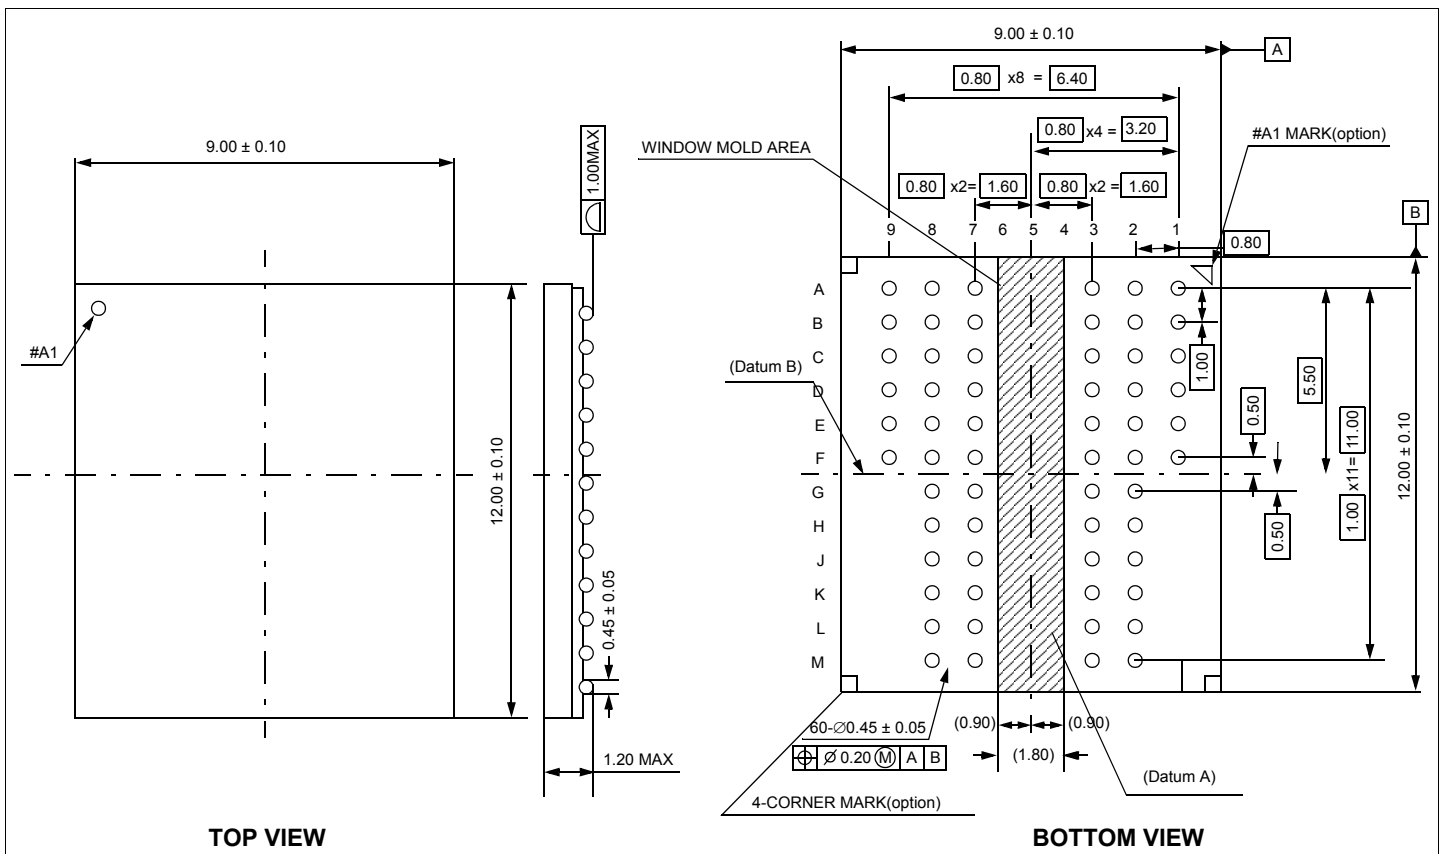 9.00 ± 0.10
A
0.80 x8 = 6.40
1.00MAX
0.80 x4 = 3.20
#A1 MARK(option)
9.00 ± 0.10
WINDOW MOLD AREA
0.80 x2= 1.60
0.80 x2 = 1.60
B
9 8 7 6 5 4 3 2 1
0.80
A
B
C
D
E
F
G
H
J
K
L
M
#A1
(Datum B)
1.00
5.50
0.50
0.50
1.00 x11= 11.00
12.00 ± 0.10
12.00 ± 0.10
0.45 ± 0.05
60-∅0.45 ± 0.05
(0.90) (0.90)
⌀ 0.20 Ⓜ A B
(1.80)
1.20 MAX
(Datum A)
4-CORNER MARK(option)
TOP VIEW
BOTTOM VIEW